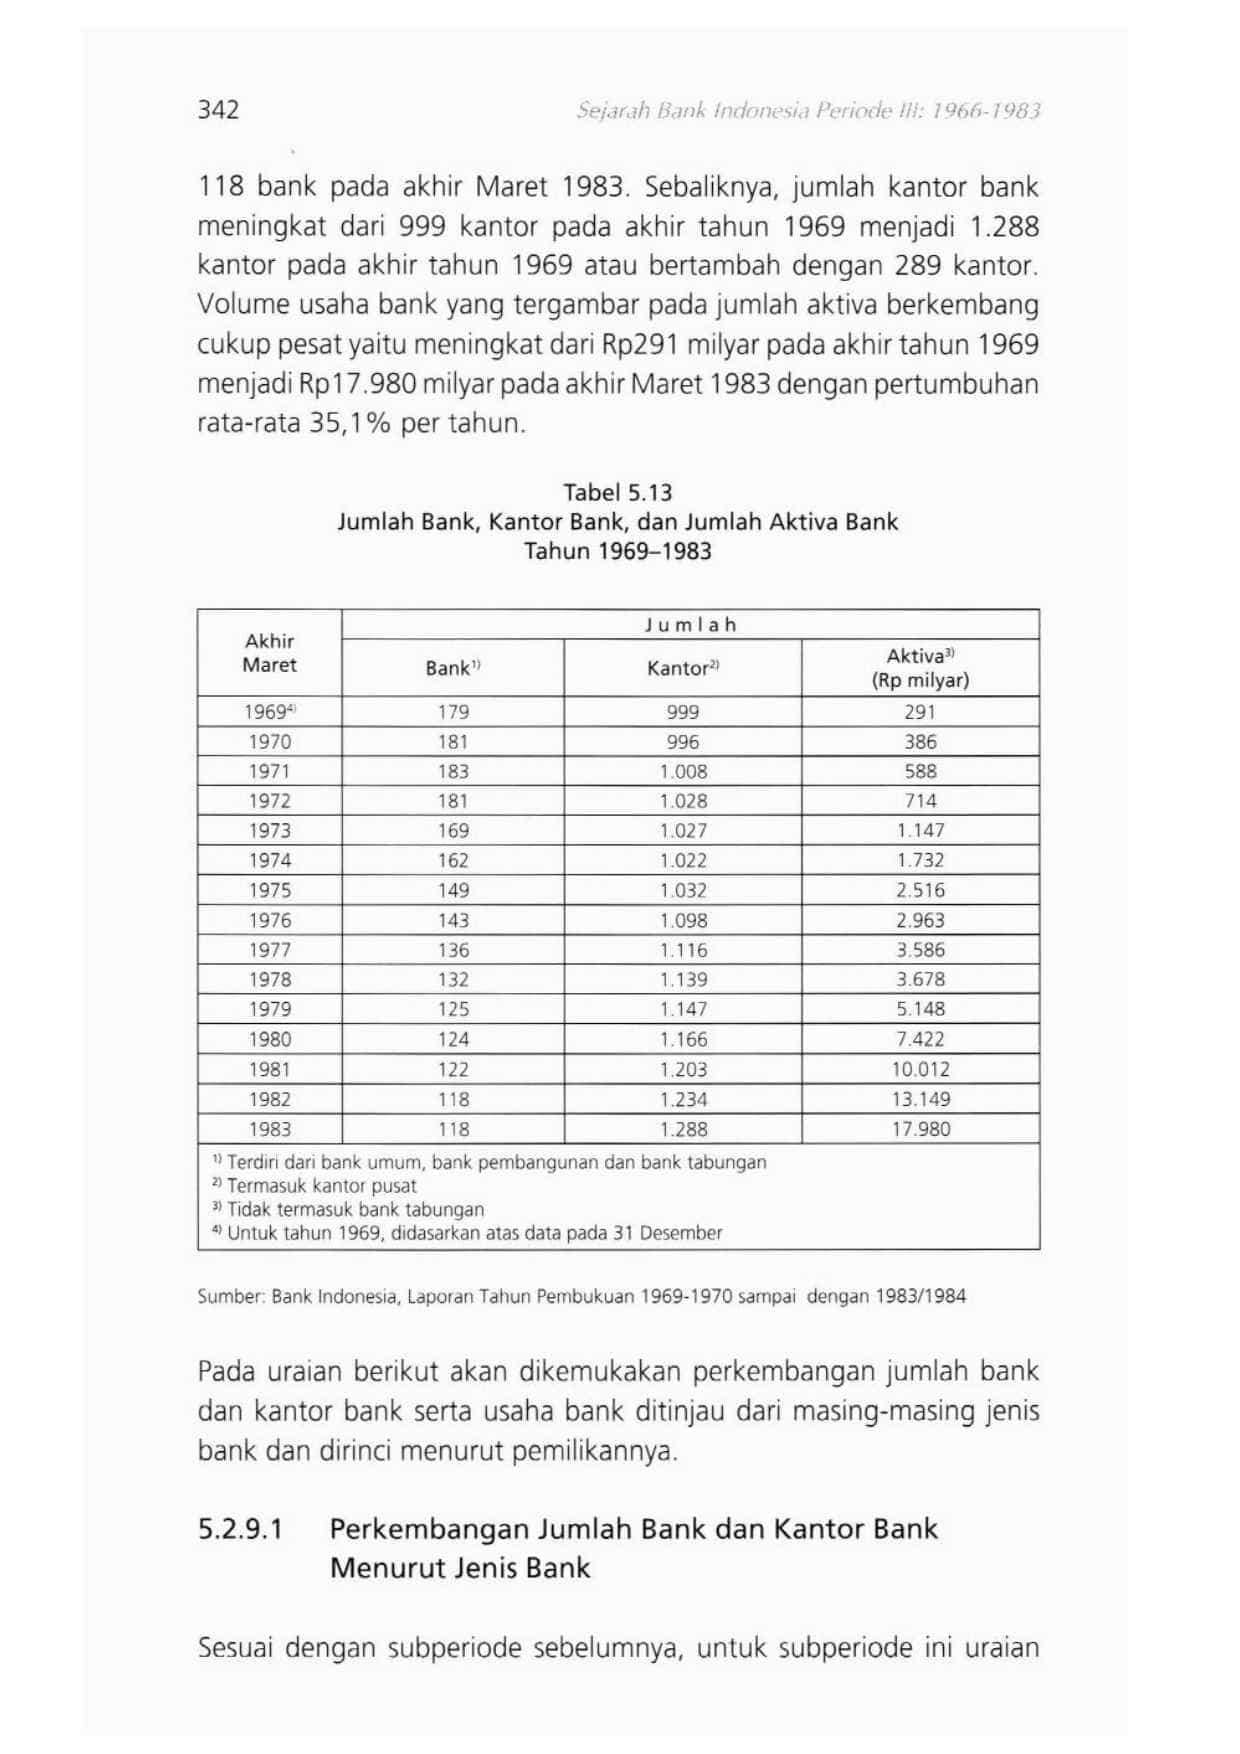 342
Sejarah Bank Indonesia Periode III: 1966-1983
118 bank pada akhir Maret 1983. Sebaliknya, jumlah kantor bank
meningkat dari 999 kantor pada akhir tahun 1969 menjadi 1.288
kantor pada akhir tahun 1969 atau bertambah dengan 289 kantor.
Volume usaha bank yang tergambar pada jumlah aktiva berkembang
cukup pesat yaitu meningkat dari Rp291 milyar pada akhir tahun 1969
menjadi Rp17.980 milyar pada akhir Maret 1983 dengan pertumbuhan
rata-rata 35,1% per tahun.
Tabel 5.13
Jumlah Bank, Kantor Bank, dan Jumlah Aktiva Bank
Tahun 1969–1983
Akhir Maret | Jumlah
Bank¹⁾ | Kantor²⁾ | Aktiva³⁾ (Rp milyar)
1969⁴⁾ 179 999 291
1970 181 996 386
1971 183 1.008 588
1972 181 1.028 714
1973 169 1.027 1.147
1974 162 1.022 1.732
1975 149 1.032 2.516
1976 143 1.098 2.963
1977 136 1.116 3.586
1978 132 1.139 3.678
1979 125 1.147 5.148
1980 124 1.166 7.422
1981 122 1.203 10.012
1982 118 1.234 13.149
1983 118 1.288 17.980
¹⁾ Terdiri dari bank umum, bank pembangunan dan bank tabungan
²⁾ Termasuk kantor pusat
³⁾ Tidak termasuk bank tabungan
⁴⁾ Untuk tahun 1969, didasarkan atas data pada 31 Desember
Sumber: Bank Indonesia, Laporan Tahun Pembukuan 1969-1970 sampai dengan 1983/1984
Pada uraian berikut akan dikemukakan perkembangan jumlah bank
dan kantor bank serta usaha bank ditinjau dari masing-masing jenis
bank dan dirinci menurut pemilikannya.
5.2.9.1 Perkembangan Jumlah Bank dan Kantor Bank
Menurut Jenis Bank
Sesuai dengan subperiode sebelumnya, untuk subperiode ini uraian